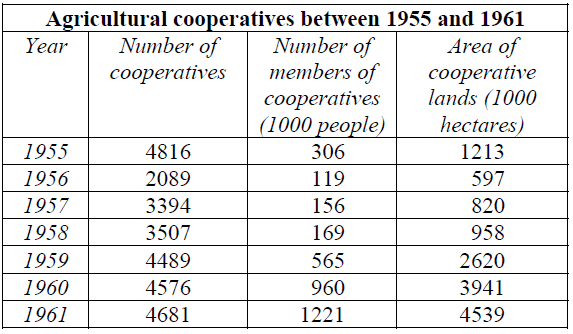 Agricultural cooperatives between 1955 and 1961
Year Number of cooperatives Number of members of cooperatives (1000 people) Area of cooperative lands (1000 hectares)
1955 4816 306 1213
1956 2089 119 597
1957 3394 156 820
1958 3507 169 958
1959 4489 565 2620
1960 4576 960 3941
1961 4681 1221 4539